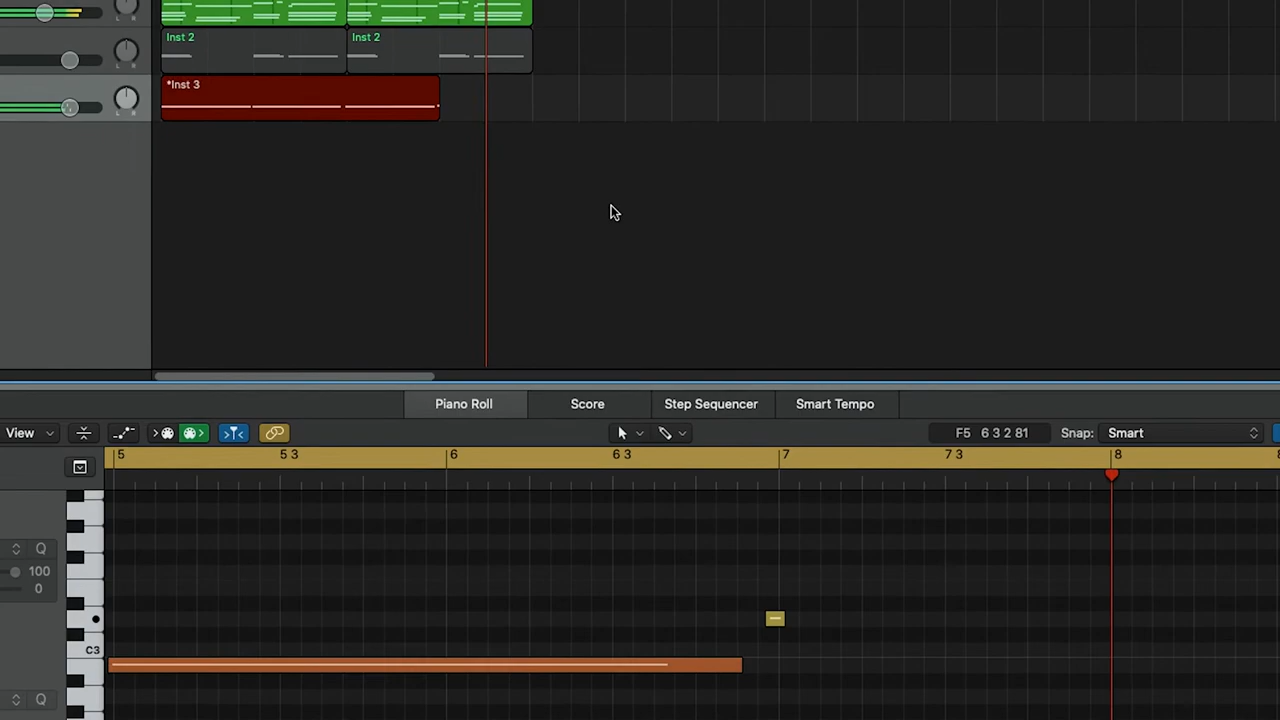 Inst 2 Inst 2
*Inst 3
Piano Roll Score Step Sequencer Smart Tempo
View F5 6 3 2 81 Snap: Smart
5 5 3 6 6 3 7 7 3 8
Q
100
0
C3
Q